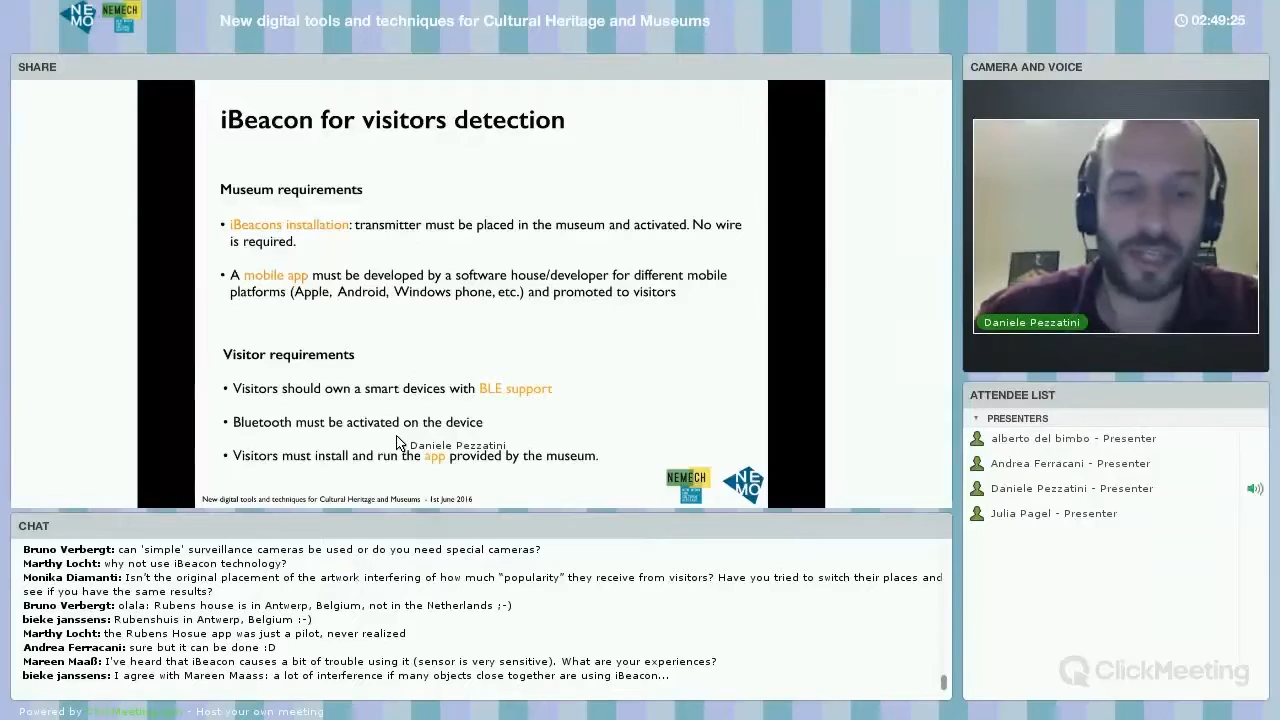 NE
MO
NEMECH
New digital tools and techniques for Cultural Heritage and Museums
02:49:25
SHARE
iBeacon for visitors detection
Museum requirements
• iBeacons installation: transmitter must be placed in the museum and activated. No wire
is required.
• A mobile app must be developed by a software house/developer for different mobile
platforms (Apple, Android, Windows phone, etc.) and promoted to visitors
Visitor requirements
• Visitors should own a smart devices with BLE support
• Bluetooth must be activated on the device
Daniele Pezzatini
• Visitors must install and run the app provided by the museum.
NEMECH
NE
MO
New digital tools and techniques for Cultural Heritage and Museums - 1st June 2016
CAMERA AND VOICE
Daniele Pezzatini
ATTENDEE LIST
PRESENTERS
alberto del bimbo - Presenter
Andrea Ferracani - Presenter
Daniele Pezzatini - Presenter
Julia Pagel - Presenter
ClickMeeting
CHAT
Bruno Verbergt: can 'simple' surveillance cameras be used or do you need special cameras?
Marthy Locht: why not use iBeacon technology?
Monika Diamanti: Isn't the original placement of the artwork interfering of how much "popularity" they receive from visitors? Have you tried to switch their places and
see if you have the same results?
Bruno Verbergt: olala: Rubens house is in Antwerp, Belgium, not in the Netherlands ;-)
bieke janssens: Rubenshuis in Antwerp, Belgium :-)
Marthy Locht: the Rubens Hosue app was just a pilot, never realized
Andrea Ferracani: sure but it can be done :D
Mareen Maaß: I've heard that iBeacon causes a bit of trouble using it (sensor is very sensitive). What are your experiences?
bieke janssens: I agree with Mareen Maass: a lot of interference if many objects close together are using iBeacon...
Powered by ClickMeeting.com - Host your own meeting